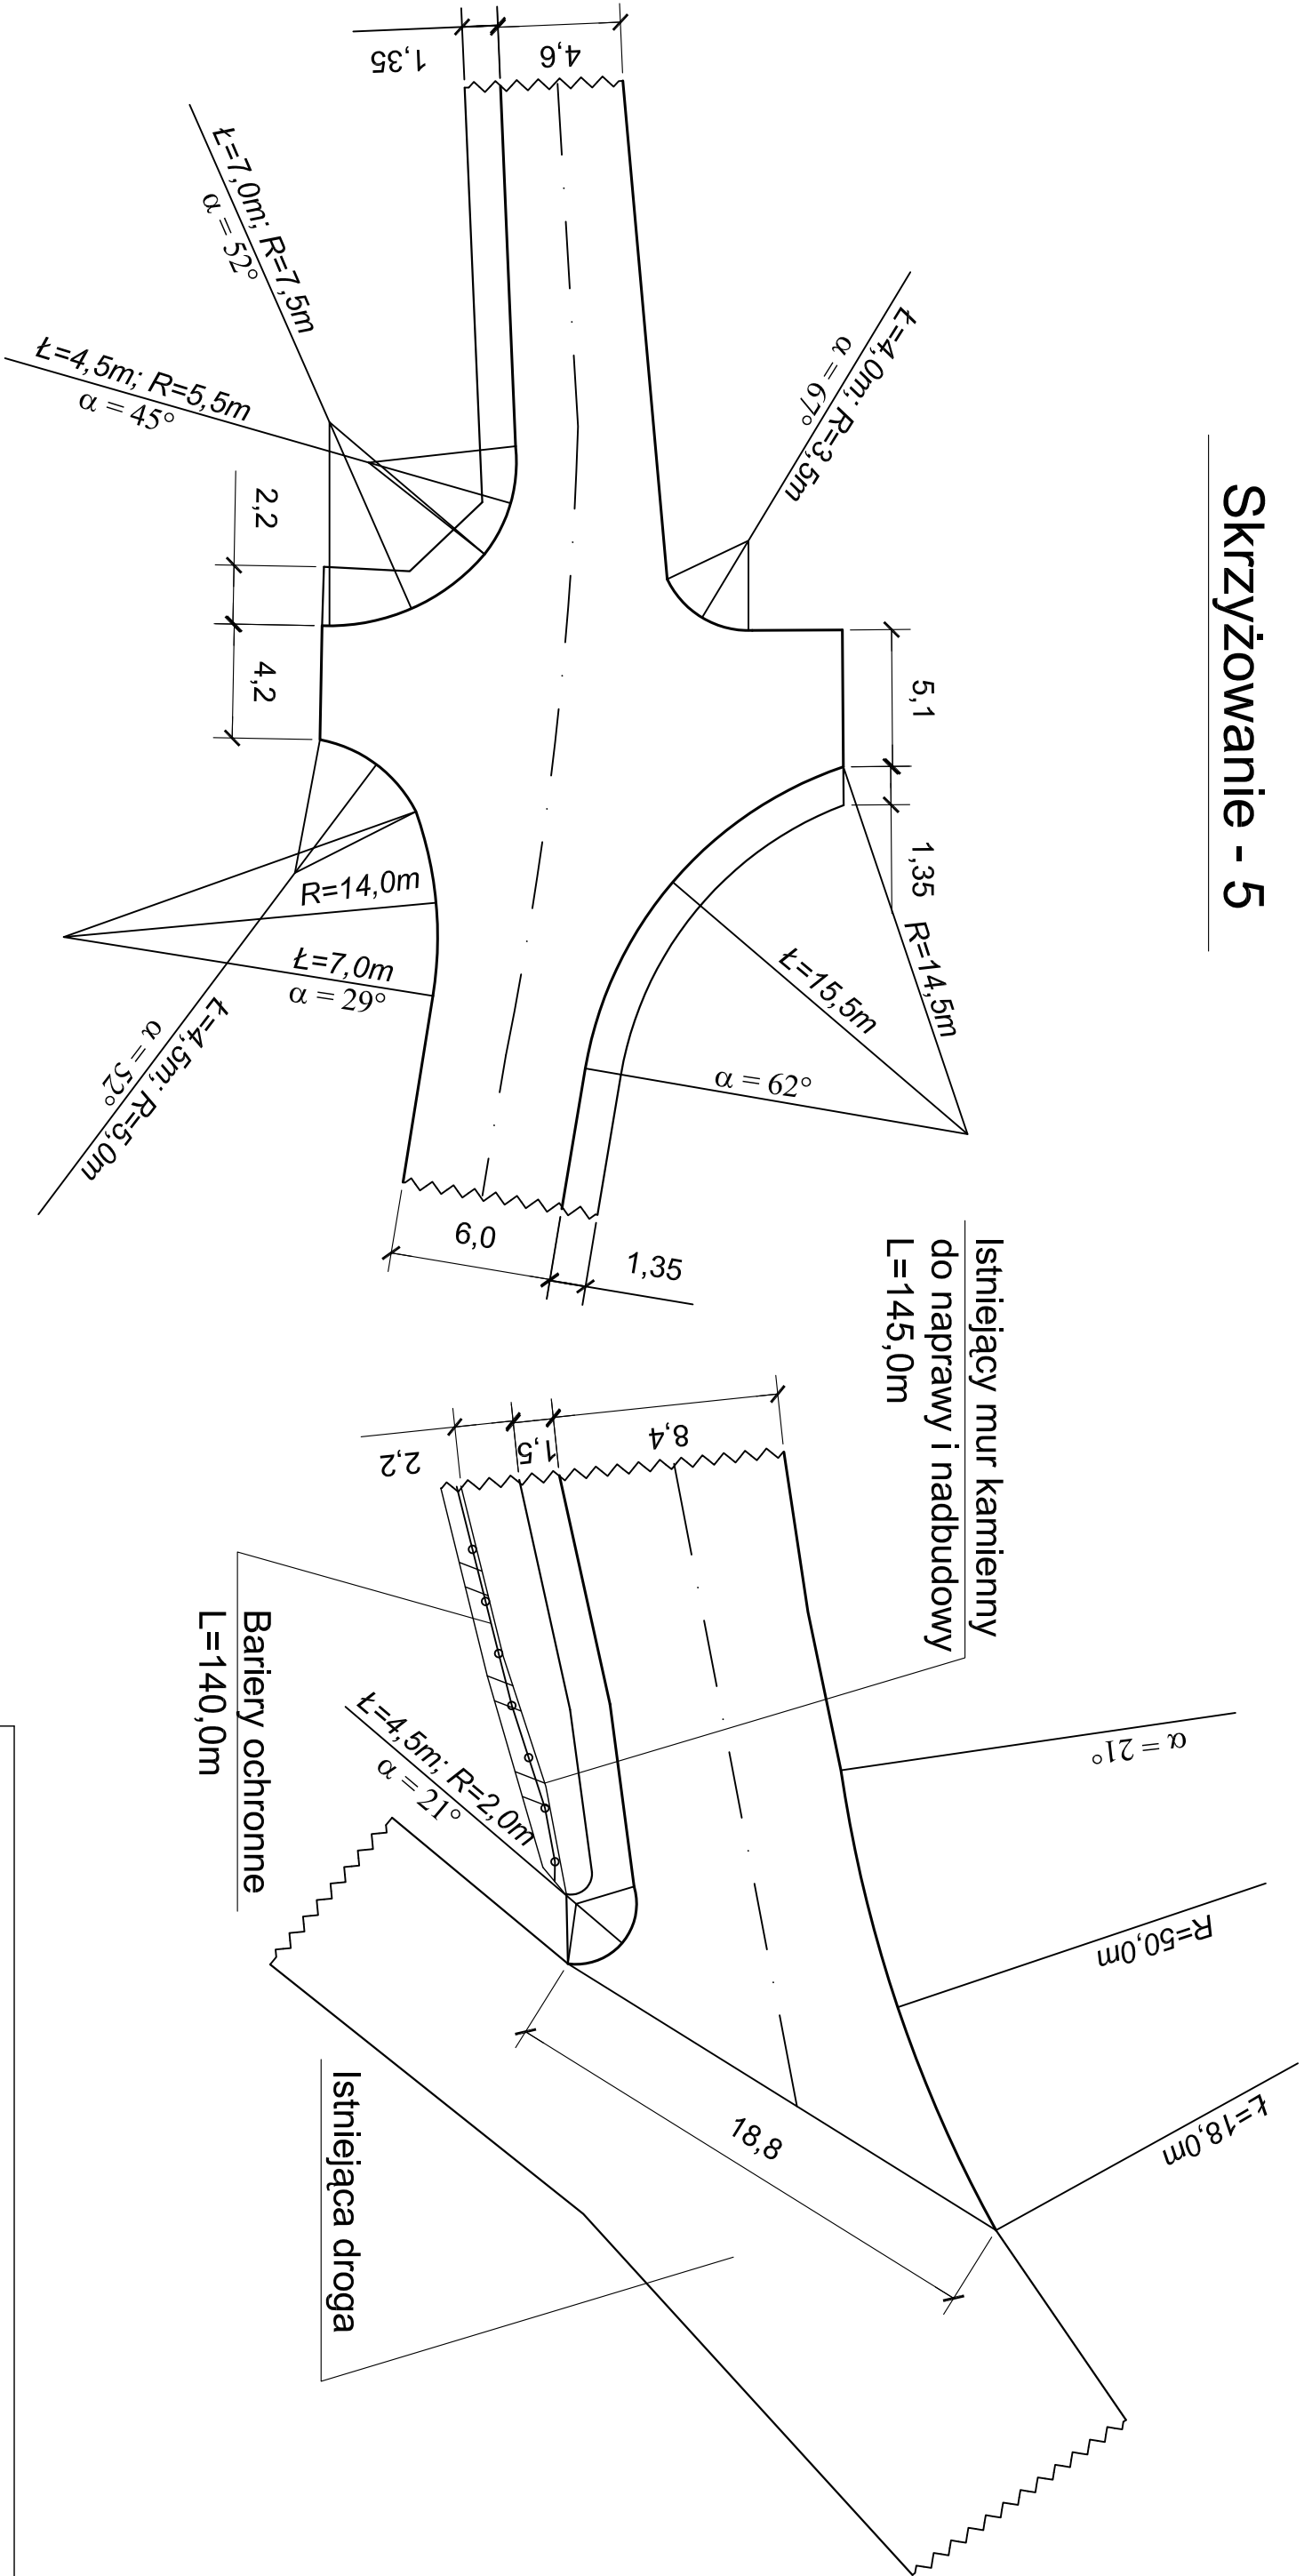 Skrzyżowanie - 5
4,6
1,35
Ł=7,0m; R=7,5m
α = 52°
Ł=4,5m; R=5,5m
α = 45°
2,2
4,2
Ł=4,0m; R=3,5m
α = 67°
5,1
1,35
R=14,5m
Ł=15,5m
α = 62°
R=14,0m
Ł=7,0m
α = 29°
Ł=4,5m; R=5,0m
α = 52°
6,0
1,35
Istniejący mur kamienny
do naprawy i nadbudowy
L=145,0m
8,4
1,5
2,2
Bariery ochronne
L=140,0m
Ł=4,5m; R=2,0m
α = 21°
α = 21°
R=50,0m
Ł=18,0m
18,8
Istniejąca droga